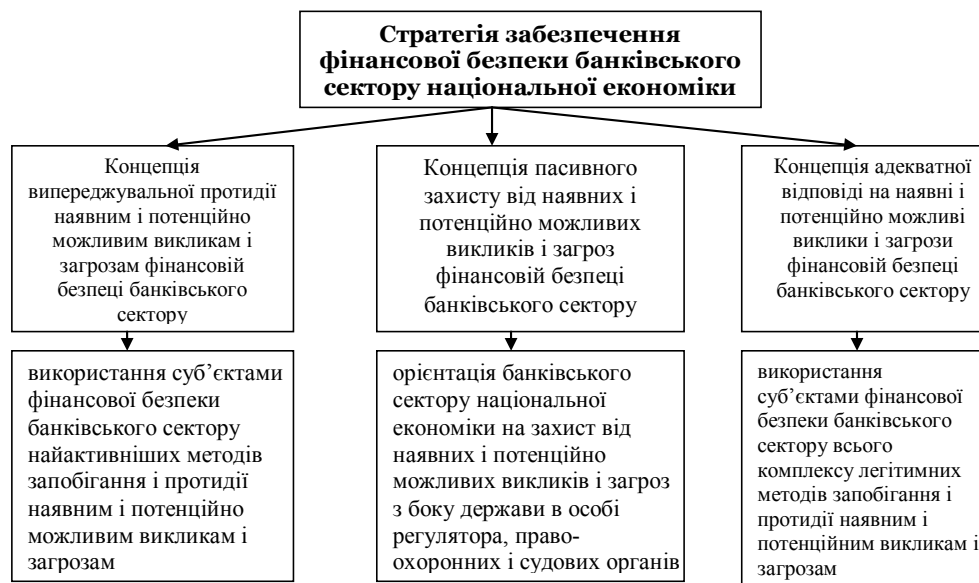 Стратегія забезпечення
фінансової безпеки банківського
сектору національної економіки
Концепція
випереджувальної протидії
наявним і потенційно
можливим викликам і
загрозам фінансовій
безпеці банківського
сектору
Концепція пасивного
захисту від наявних і
потенційно можливих
викликів і загроз
фінансовій безпеці
банківського сектору
Концепція адекватної
відповіді на наявні і
потенційно можливі
виклики і загрози
фінансовій безпеці
банківського сектору
використання суб’єктами
фінансової безпеки
банківського сектору
найактивніших методів
запобігання і протидії
наявним і потенційно
можливим викликам і
загрозам
орієнтація банківського
сектору національної
економіки на захист від
наявних і потенційно
можливих викликів і загроз
з боку держави в особі
регулятора, право-
охоронних і судових органів
використання
суб’єктами фінансової
безпеки банківського
сектору всього
комплексу легітимних
методів запобігання і
протидії наявним і
потенційним викликам і
загрозам